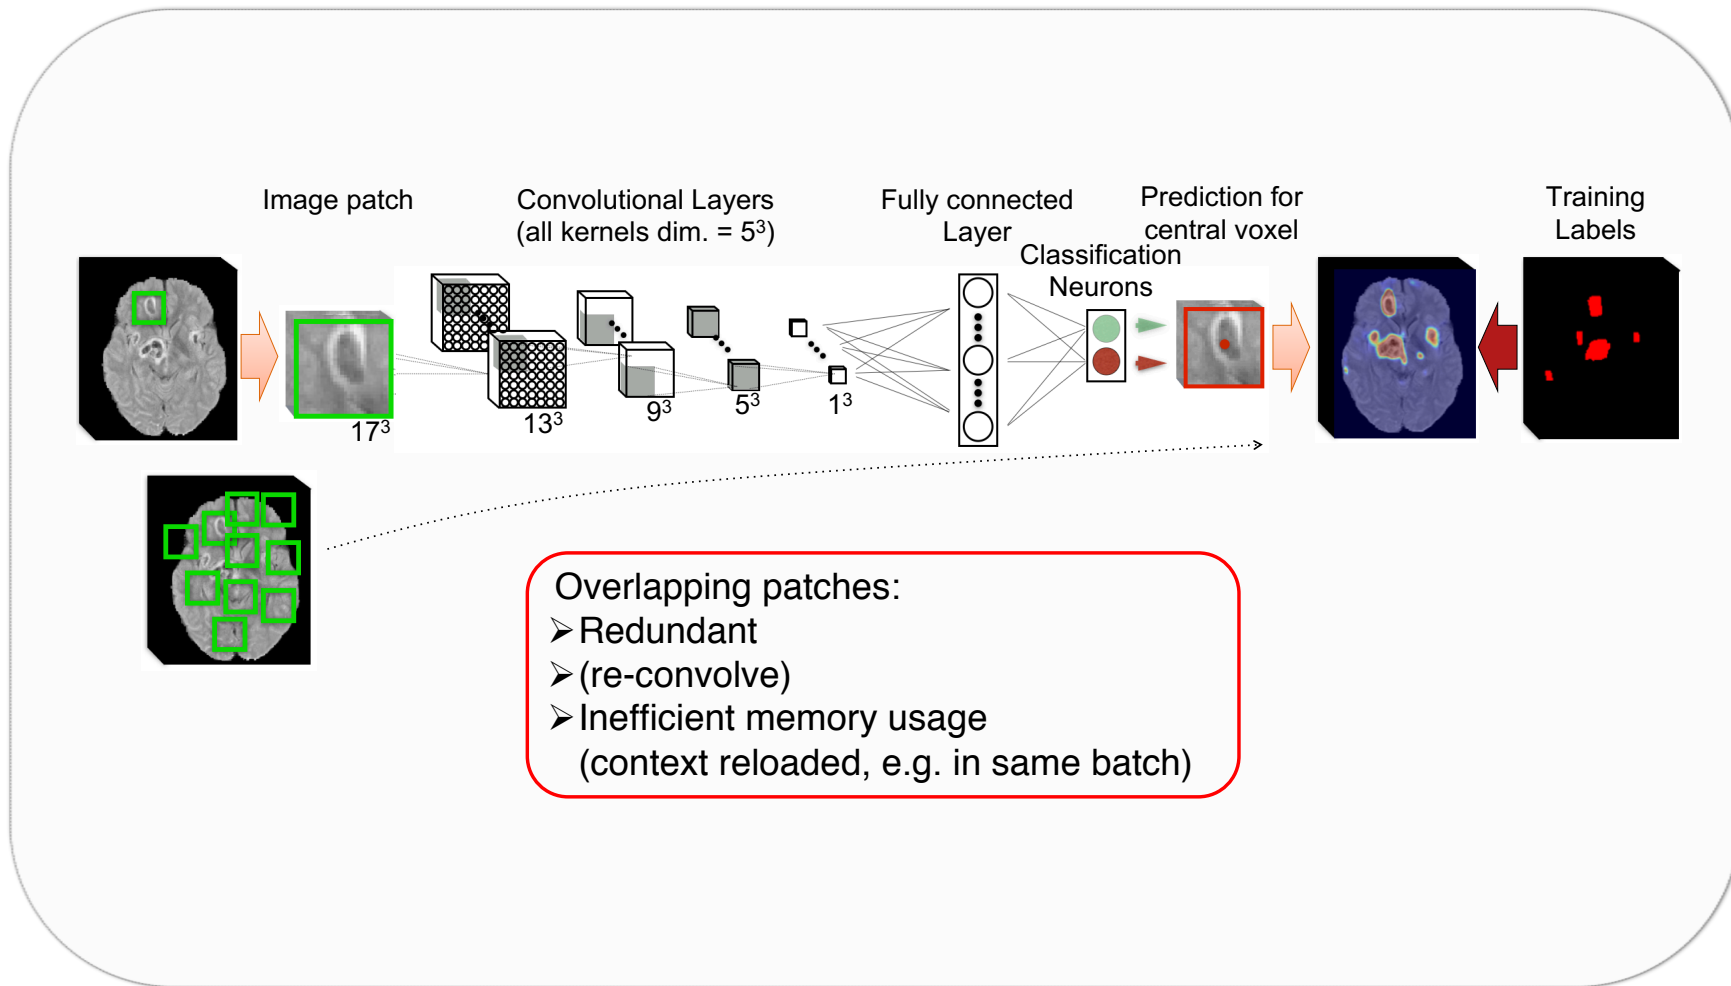 Image patch
Convolutional Layers
(all kernels dim. = 5³)
Fully connected
Layer
Classification
Neurons
Prediction for
central voxel
Training
Labels
17³
13³
9³
5³
1³
Overlapping patches:
➢ Redundant
➢ (re-convolve)
➢ Inefficient memory usage
(context reloaded, e.g. in same batch)